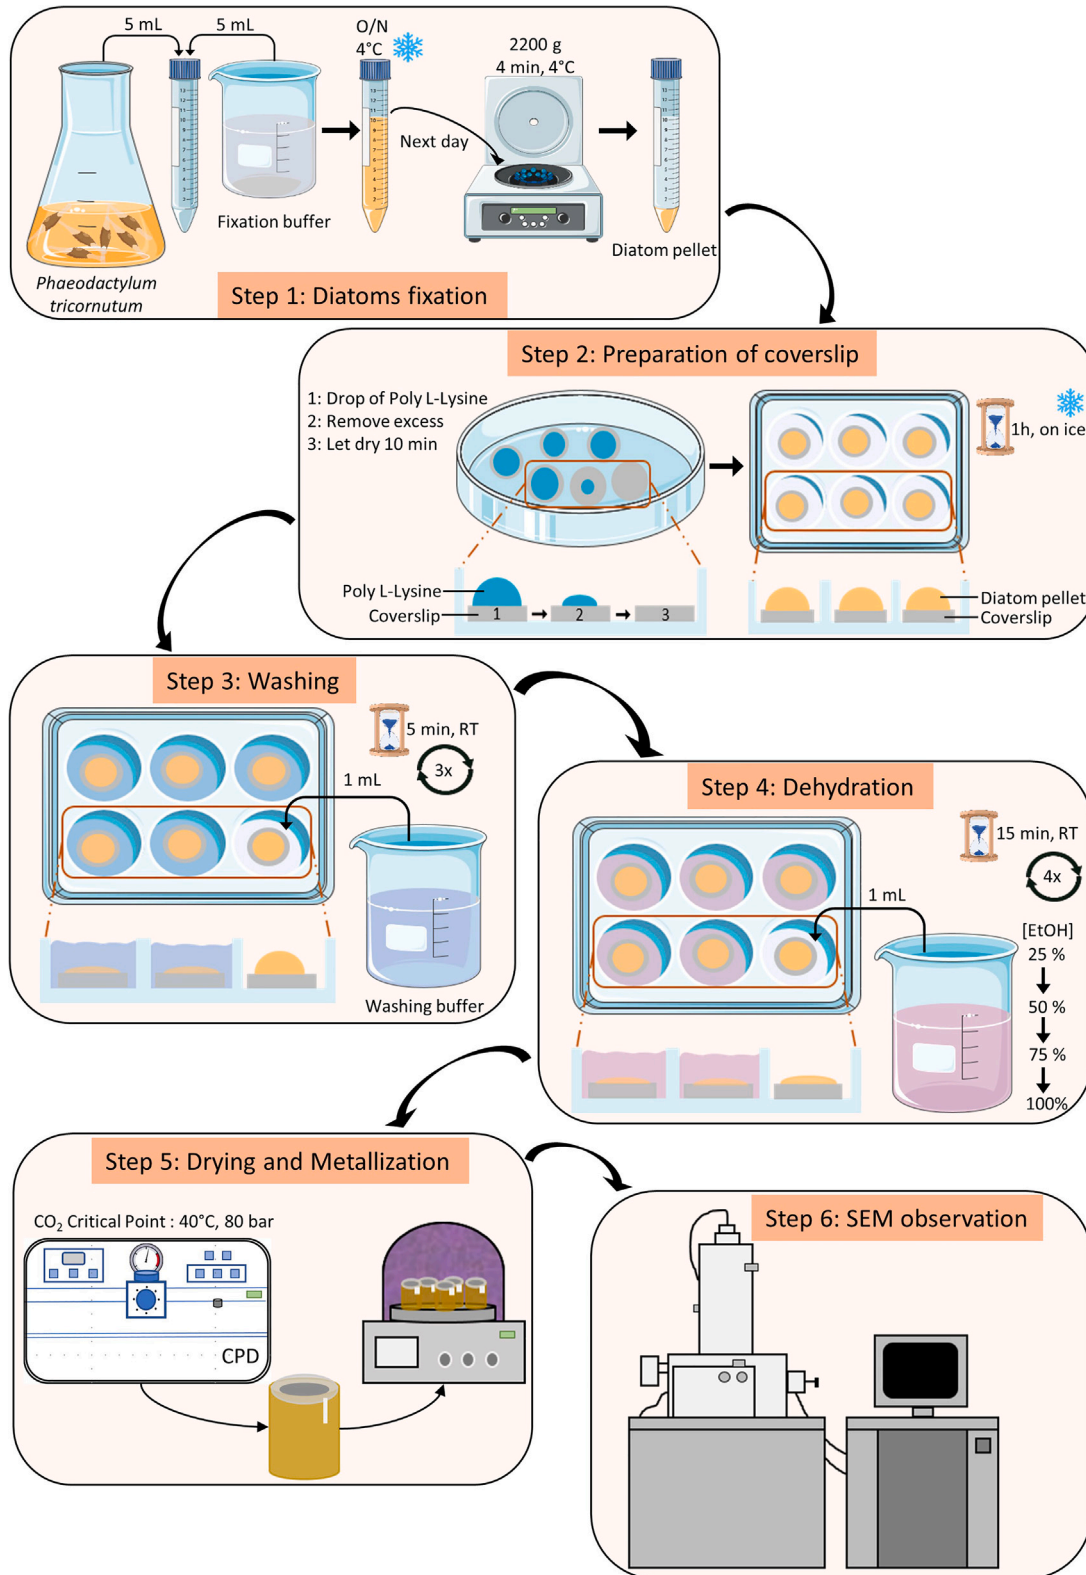 5 mL
5 mL
O/N
4°C
2200 g
4 min, 4°C
Next day
Fixation buffer
Diatom pellet
Phaeodactylum
tricornutum
Step 1: Diatoms fixation
Step 2: Preparation of coverslip
1: Drop of Poly L-Lysine
2: Remove excess
3: Let dry 10 min
1h, on ice
Poly L-Lysine
Coverslip
1
2
3
Diatom pellet
Coverslip
Step 3: Washing
5 min, RT
3x
1 mL
Washing buffer
Step 4: Dehydration
15 min, RT
4x
1 mL
[EtOH]
25 %
50 %
75 %
100%
Step 5: Drying and Metallization
CO₂ Critical Point : 40°C, 80 bar
CPD
Step 6: SEM observation